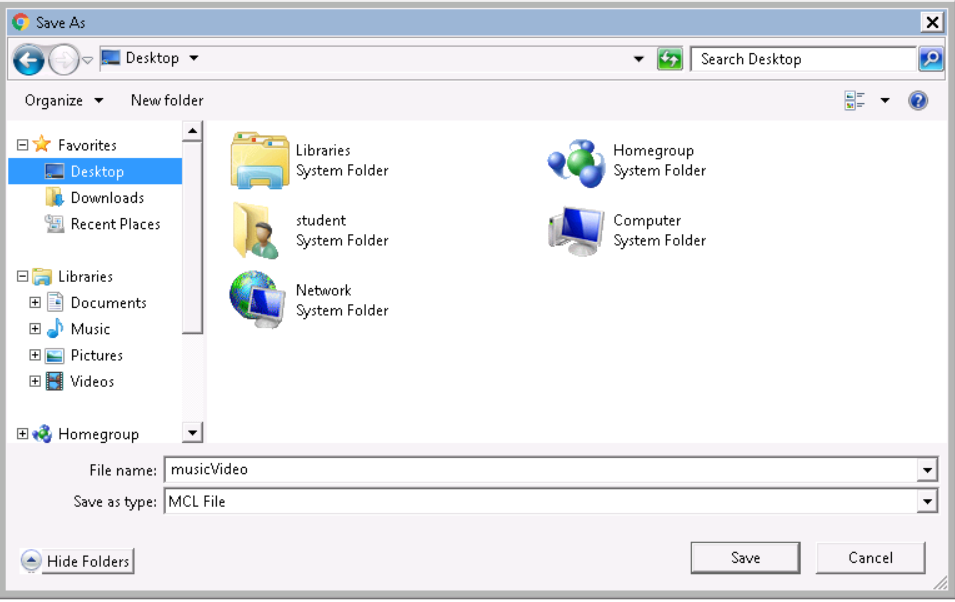 Save As
Desktop
Search Desktop
Organize
New folder
Favorites
Desktop
Downloads
Recent Places
Libraries
Documents
Music
Pictures
Videos
Homegroup
Libraries
System Folder
Homegroup
System Folder
student
System Folder
Computer
System Folder
Network
System Folder
File name: musicVideo
Save as type: MCL File
Hide Folders
Save
Cancel